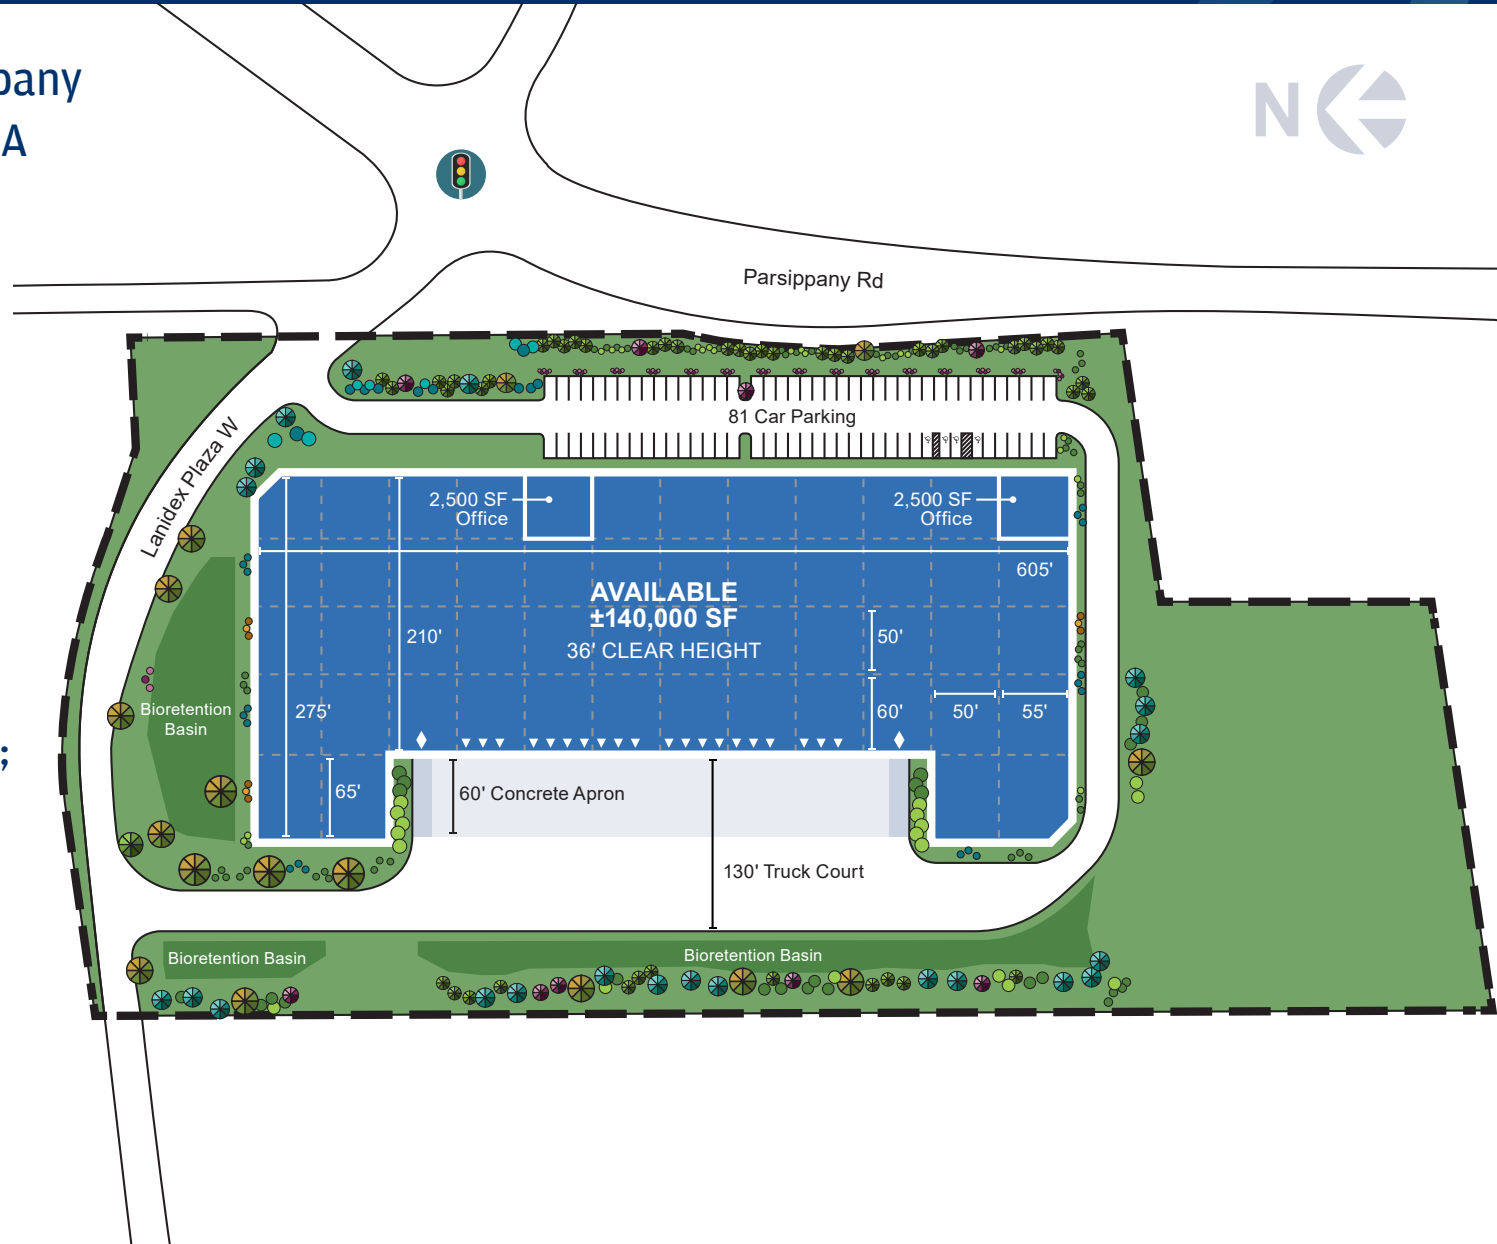 A
N
Parsippany Rd
81 Car Parking
Lanidex Plaza W
2,500 SF
Office
2,500 SF
Office
605'
AVAILABLE
±140,000 SF
36' CLEAR HEIGHT
210'
50'
275'
60'
50'
55'
Bioretention
Basin
65'
60' Concrete Apron
130' Truck Court
Bioretention Basin
Bioretention Basin
;